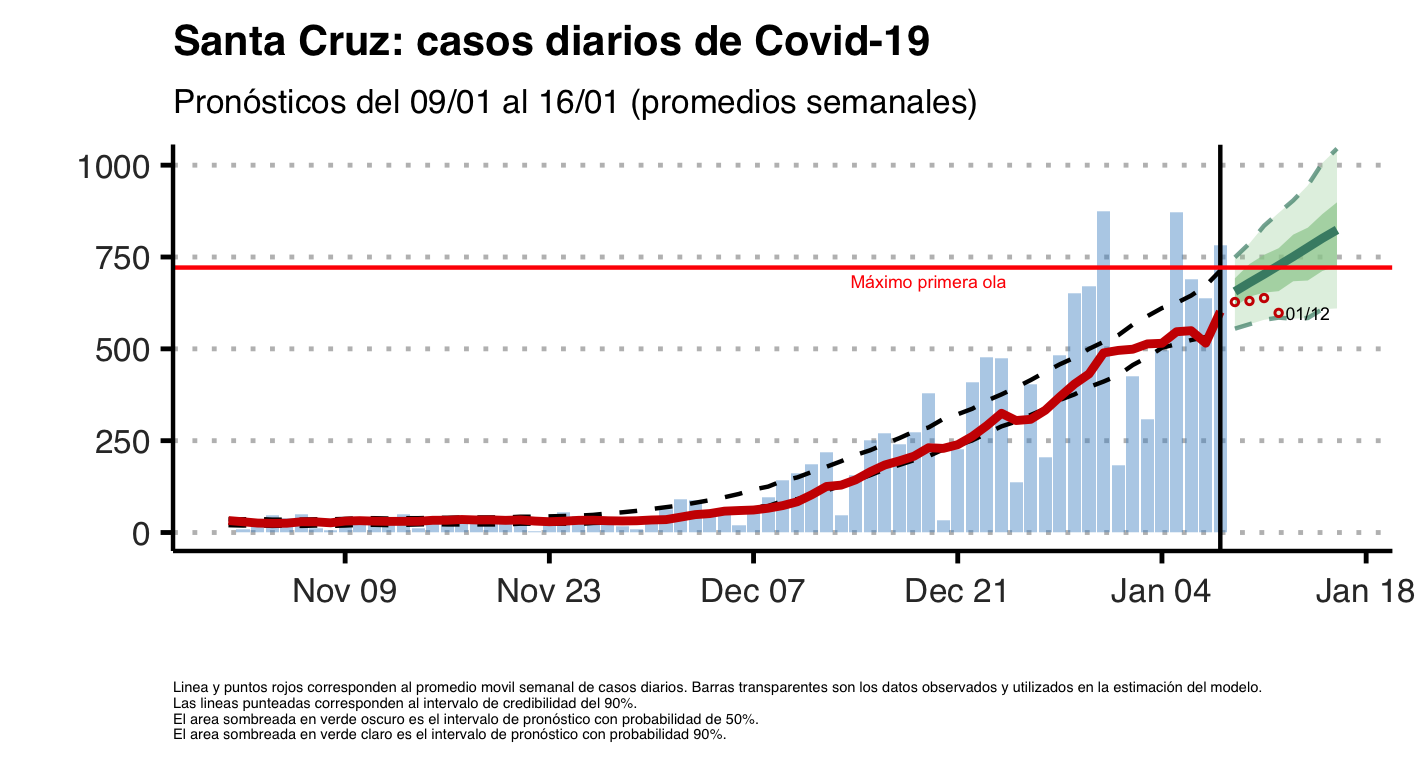 Santa Cruz: casos diarios de Covid-19
Pronósticos del 09/01 al 16/01 (promedios semanales)
1000
750
500
250
0
Máximo primera ola
01/12
Nov 09
Nov 23
Dec 07
Dec 21
Jan 04
Jan 18
Linea y puntos rojos corresponden al promedio movil semanal de casos diarios. Barras transparentes son los datos observados y utilizados en la estimación del modelo.
Las lineas punteadas corresponden al intervalo de credibilidad del 90%.
El area sombreada en verde oscuro es el intervalo de pronóstico con probabilidad de 50%.
El area sombreada en verde claro es el intervalo de pronóstico con probabilidad 90%.